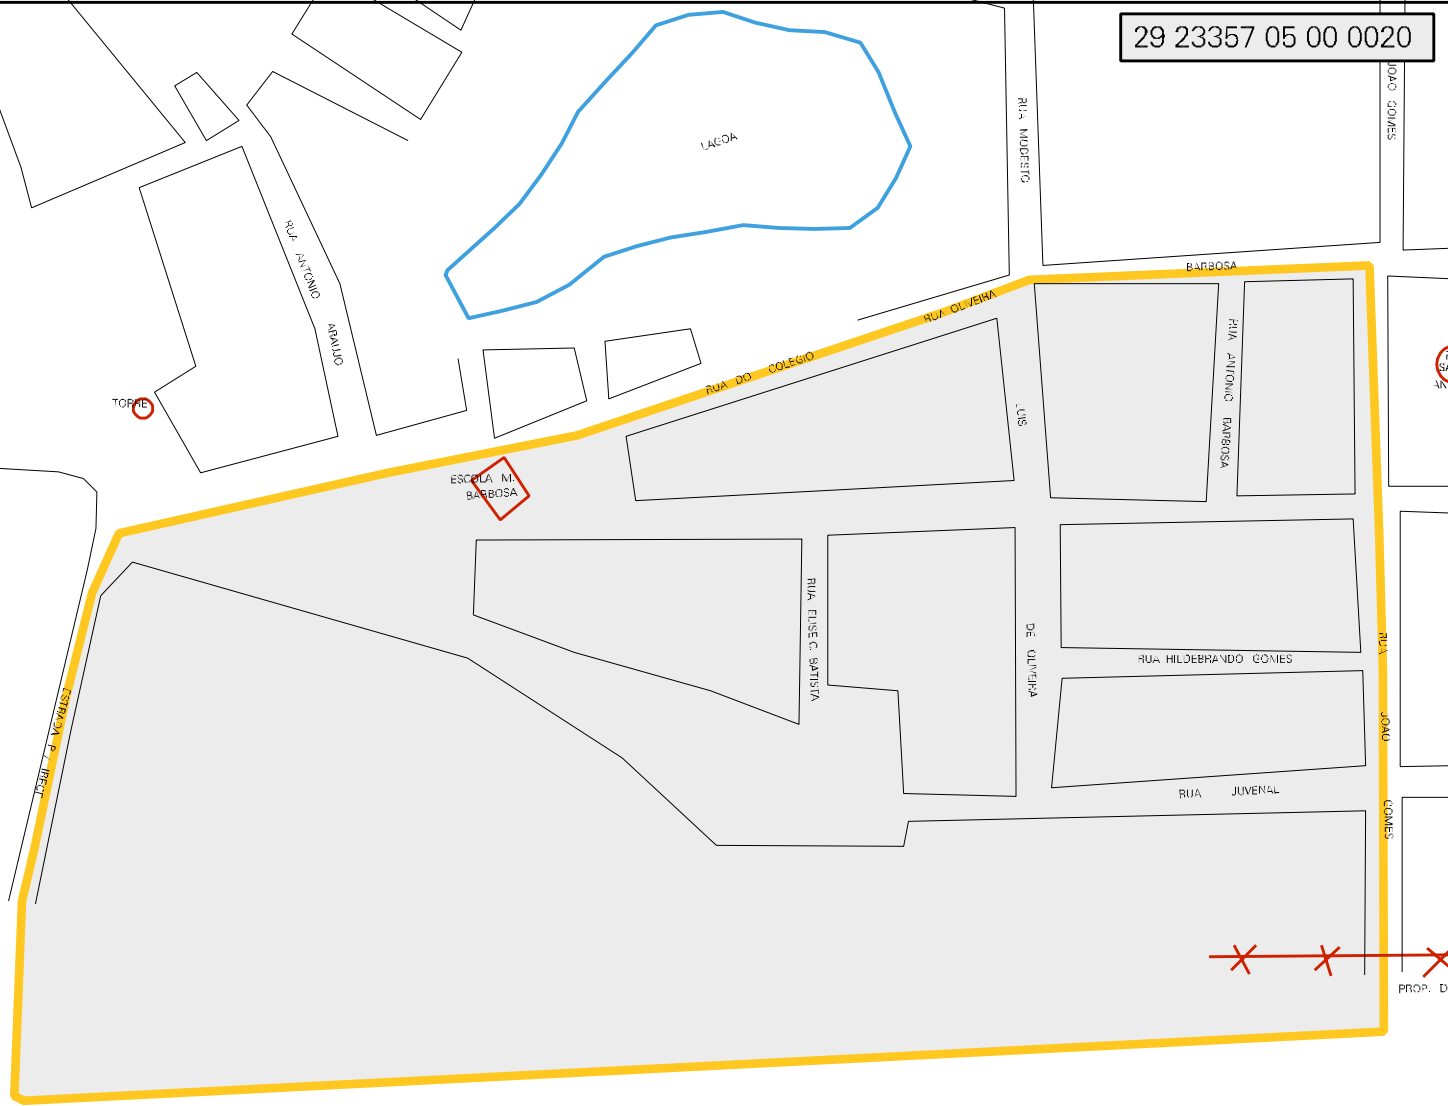 29 23357 05 00 0020
JOAO GOMES
RUA MODESTO
LAGOA
RUA ANTONIO ARAUJO
BARBOSA
RUA OLIVEIRA
RUA DO COLEGIO
RUA ANTONIO BARBOSA
TORRE
LUIS
ESCOLA M.
BARBOSA
RUA ELISE C. BATISTA
DE OLIVEIRA
RUA HILDEBRANDO GOMES
RUA JOAO GOMES
ESTRADA P/ IRECE
RUA JUVENAL
PROP. D